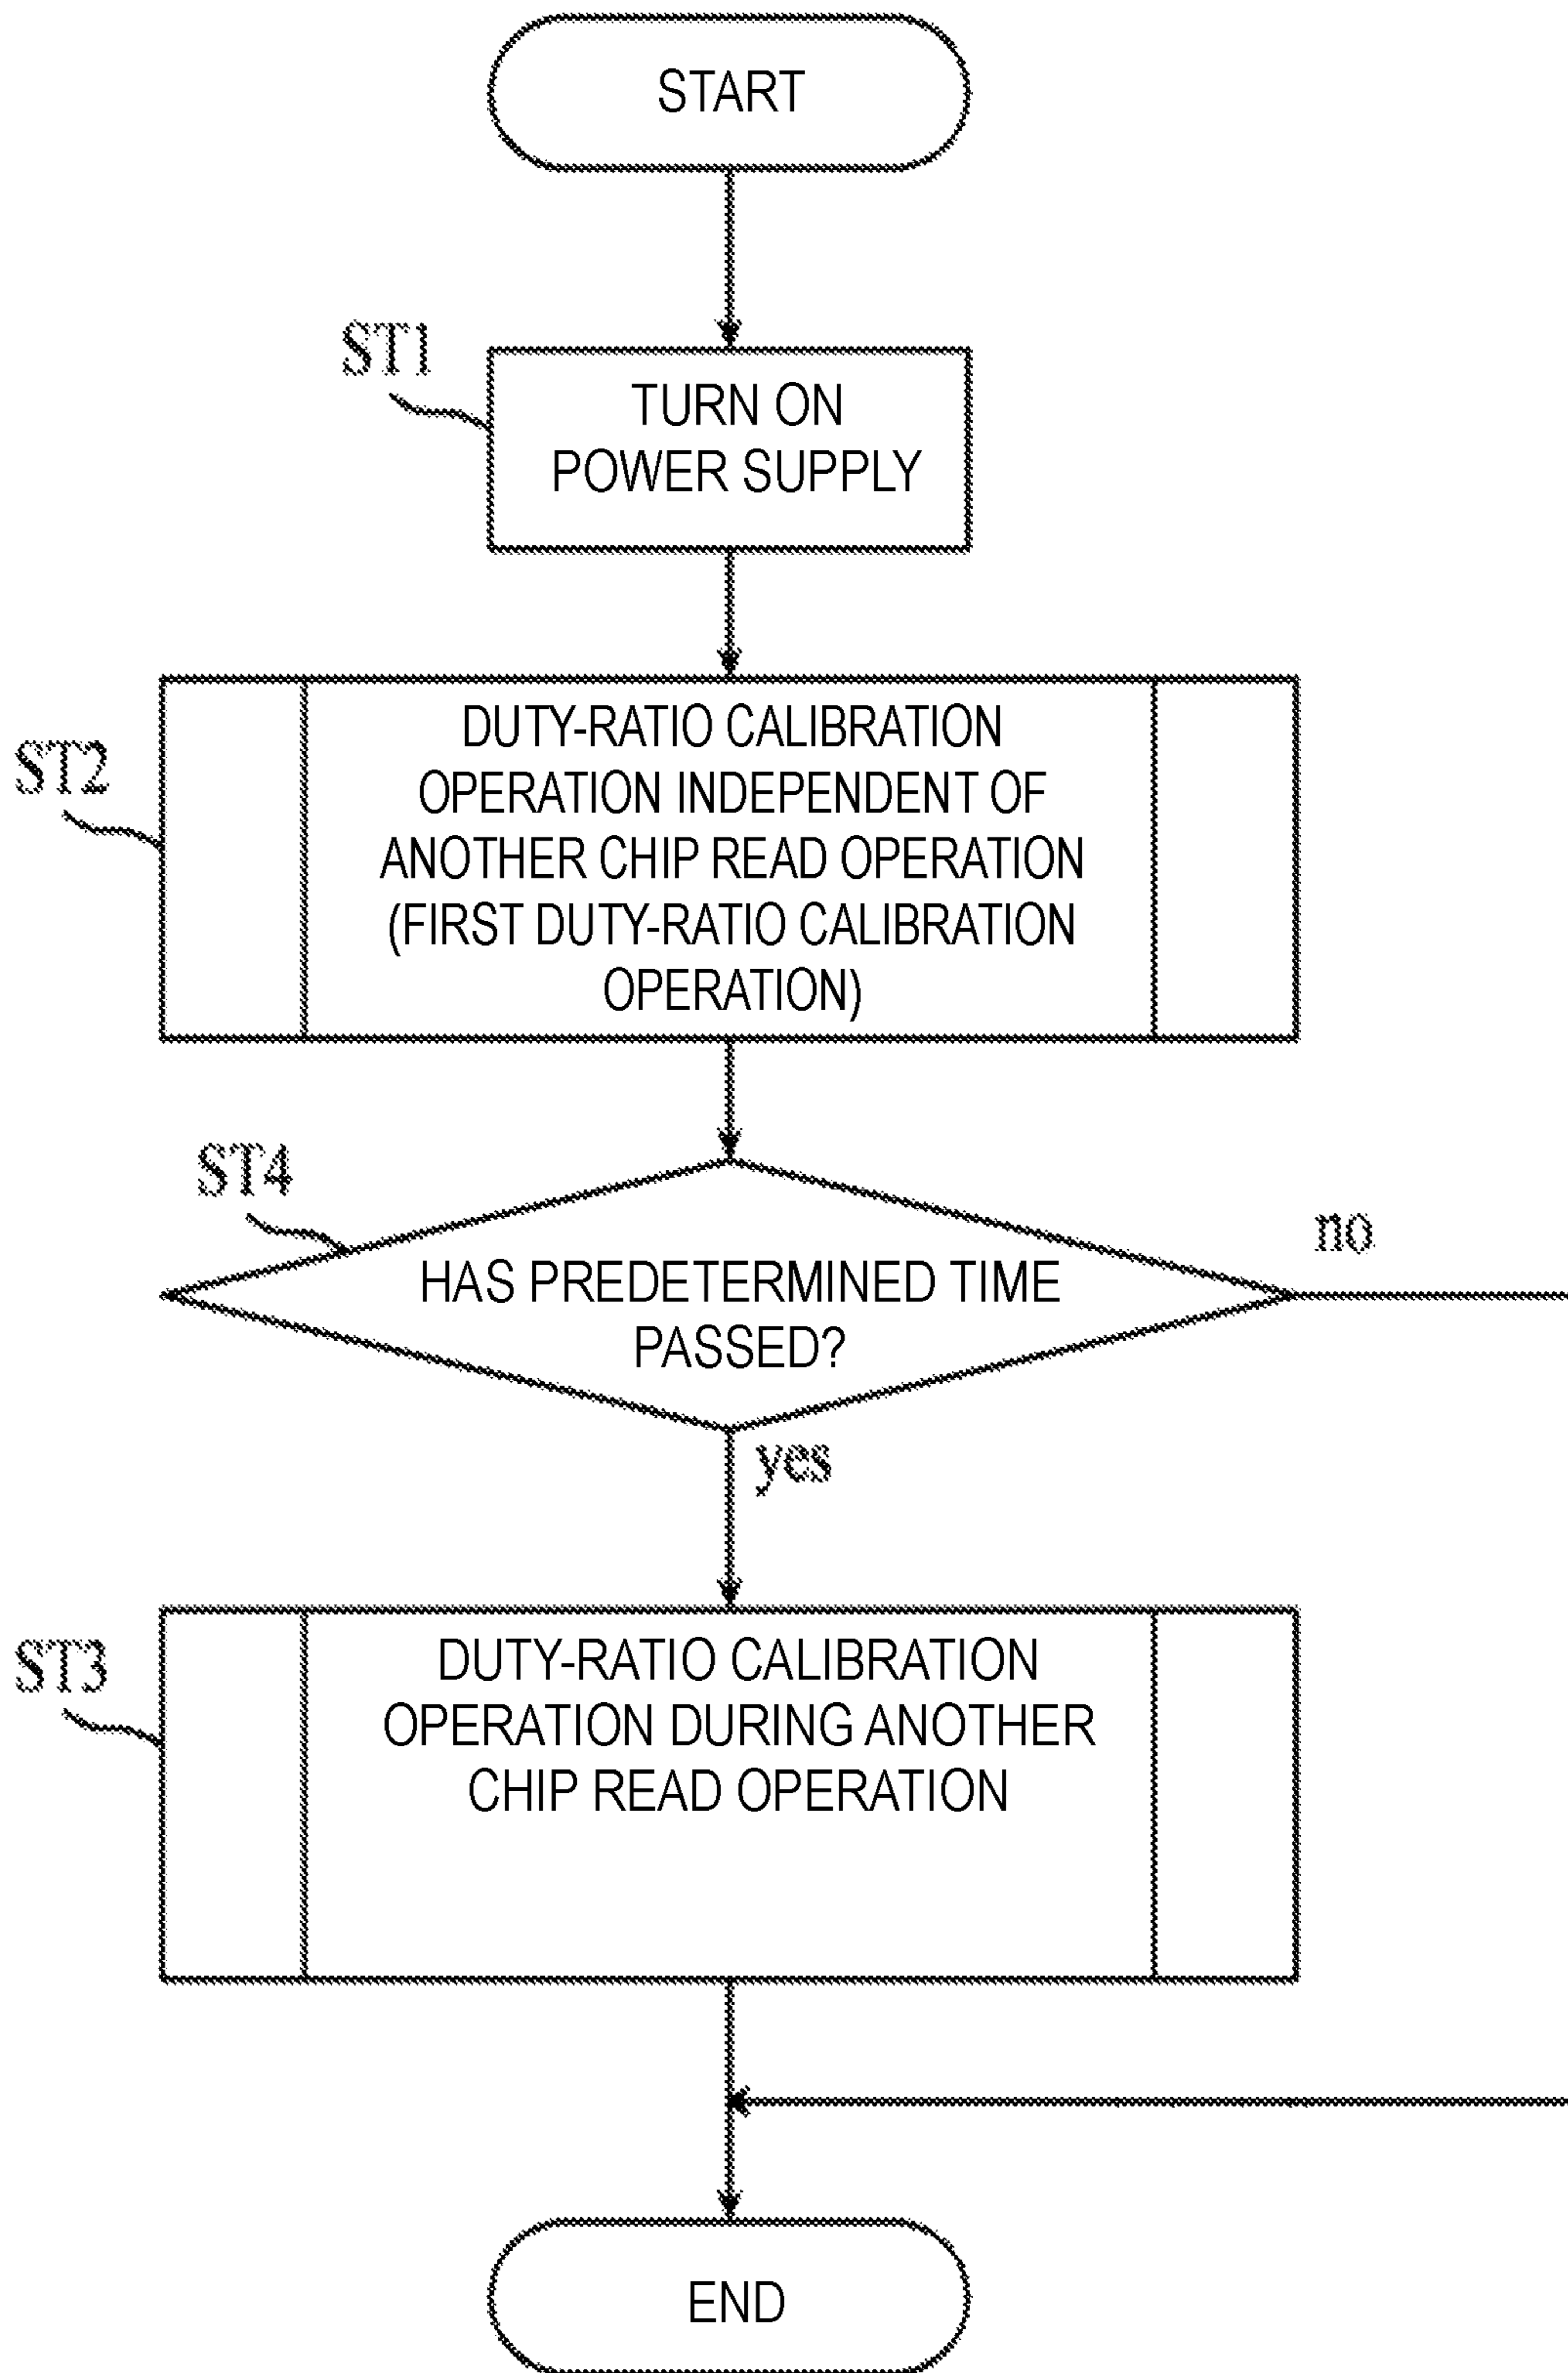 START
ST1
TURN ON
POWER SUPPLY
ST2
DUTY-RATIO CALIBRATION
OPERATION INDEPENDENT OF
ANOTHER CHIP READ OPERATION
(FIRST DUTY-RATIO CALIBRATION
OPERATION)
ST4
HAS PREDETERMINED TIME
PASSED?
no
yes
ST3
DUTY-RATIO CALIBRATION
OPERATION DURING ANOTHER
CHIP READ OPERATION
END